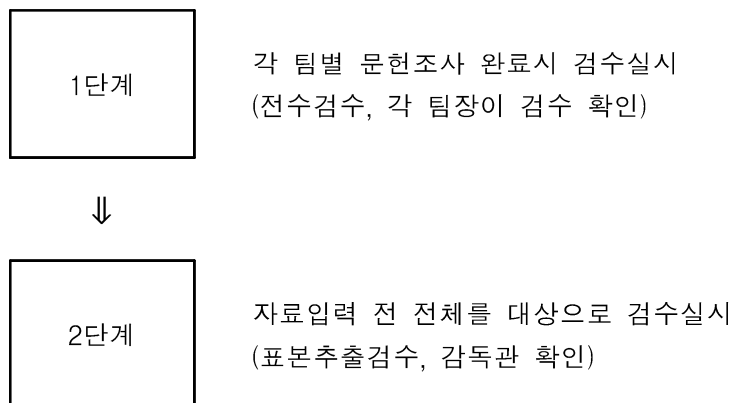 1단계
각 팀별 문헌조사 완료시 검수실시
(전수검수, 각 팀장이 검수 확인)
⇓
2단계
자료입력 전 전체를 대상으로 검수실시
(표본추출검수, 감독관 확인)